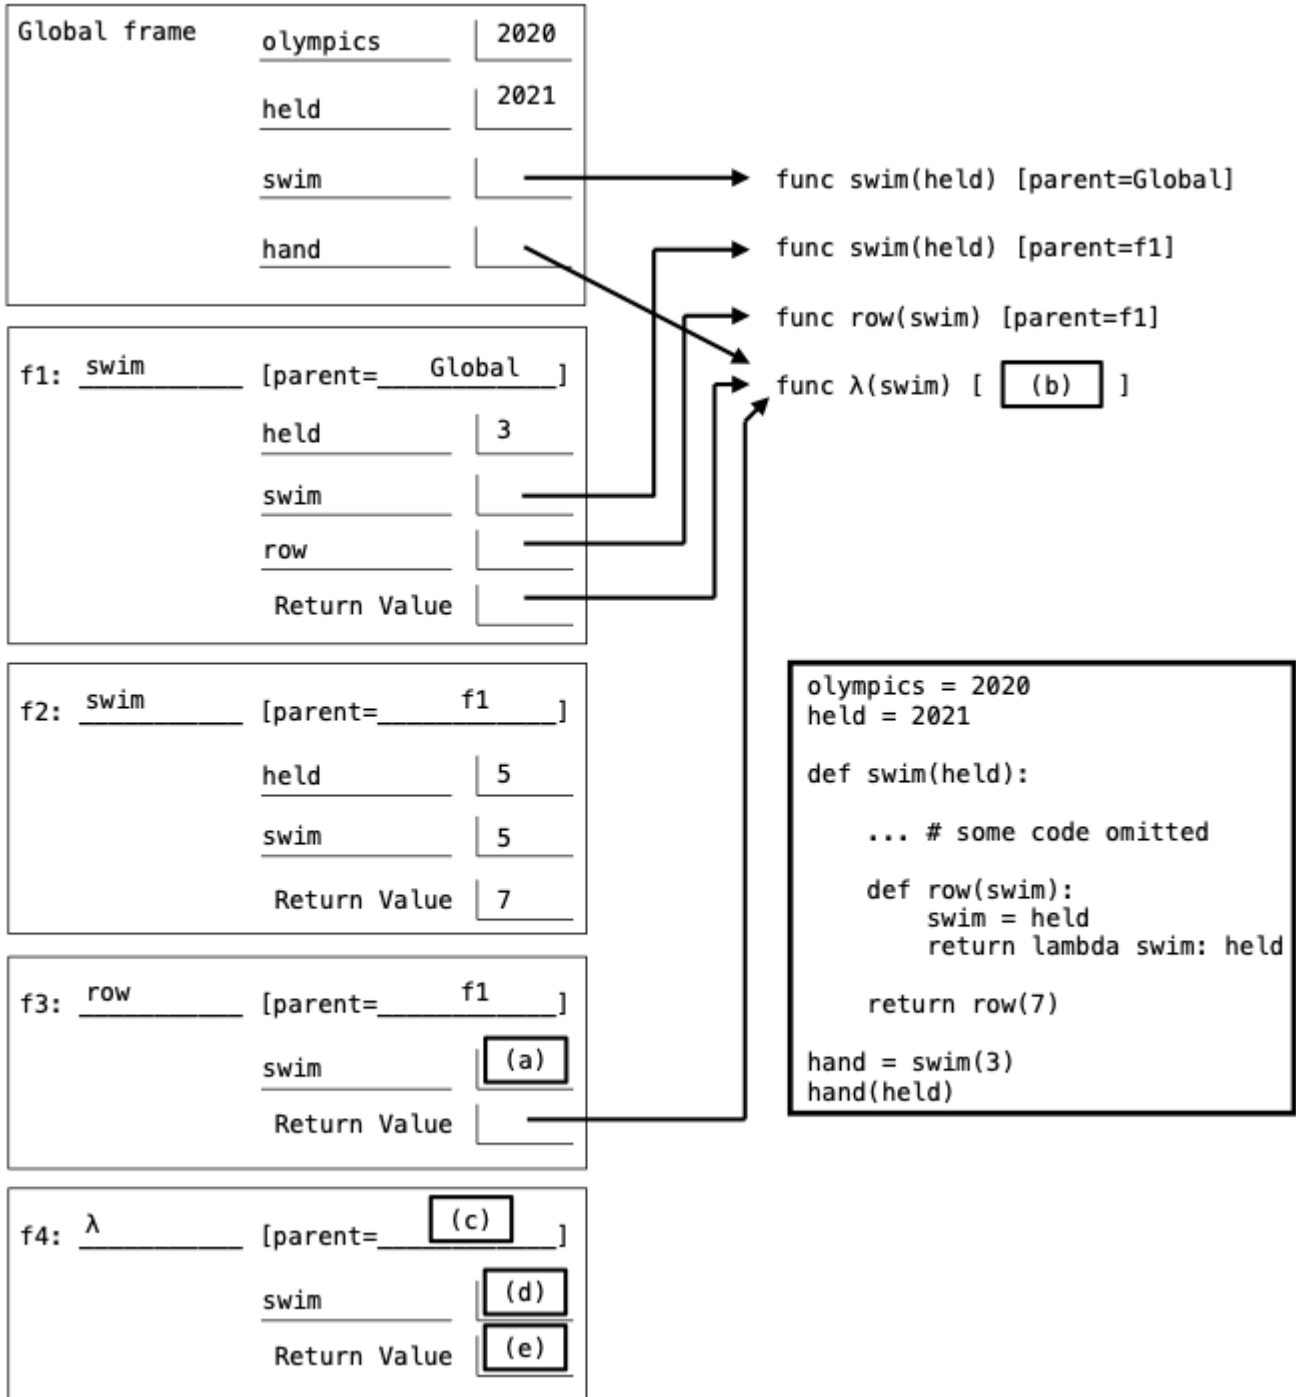 Global frame
olympics 2020
held 2021
swim
hand
func swim(held) [parent=Global]
func swim(held) [parent=f1]
func row(swim) [parent=f1]
func λ(swim) [ (b) ]
f1: swim [parent=Global]
held 3
swim
row
Return Value
f2: swim [parent=f1]
held 5
swim 5
Return Value 7
f3: row [parent=f1]
swim (a)
Return Value
f4: λ [parent=(c)]
swim (d)
Return Value (e)
olympics = 2020
held = 2021
def swim(held):
... # some code omitted
def row(swim):
swim = held
return lambda swim: held
return row(7)
hand = swim(3)
hand(held)